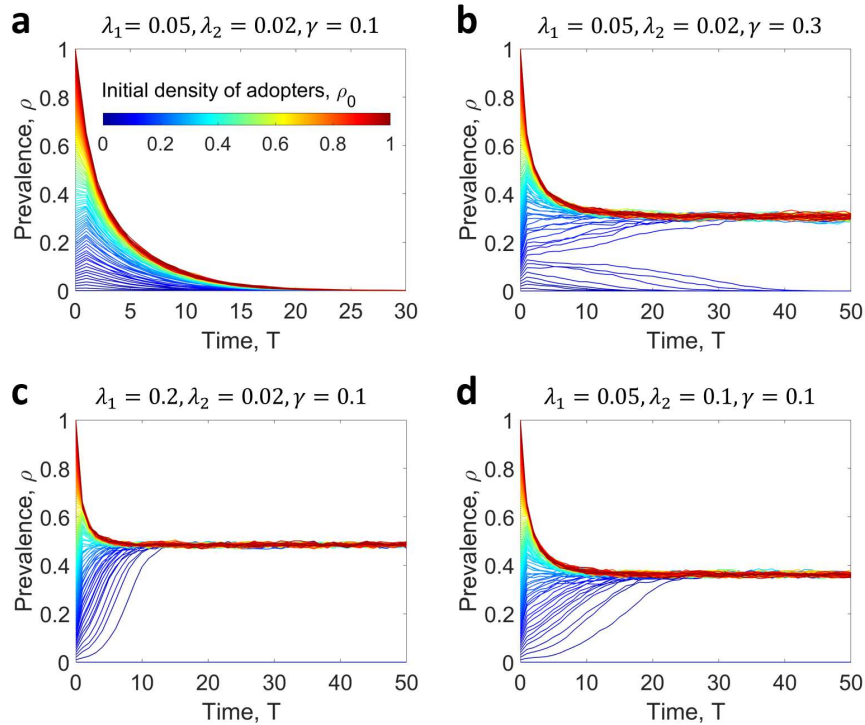 a
λ₁= 0.05, λ₂ = 0.02, γ = 0.1
1
0.8
0.6
0.4
0.2
0
Prevalence, ρ
Initial density of adopters, ρ₀
0 0.2 0.4 0.6 0.8 1
0 5 10 15 20 25 30
Time, T
b
λ₁ = 0.05, λ₂ = 0.02, γ = 0.3
1
0.8
0.6
0.4
0.2
0
Prevalence, ρ
0 10 20 30 40 50
Time, T
c
λ₁ = 0.2, λ₂ = 0.02, γ = 0.1
1
0.8
0.6
0.4
0.2
0
Prevalence, ρ
0 10 20 30 40 50
Time, T
d
λ₁ = 0.05, λ₂ = 0.1, γ = 0.1
1
0.8
0.6
0.4
0.2
0
Prevalence, ρ
0 10 20 30 40 50
Time, T